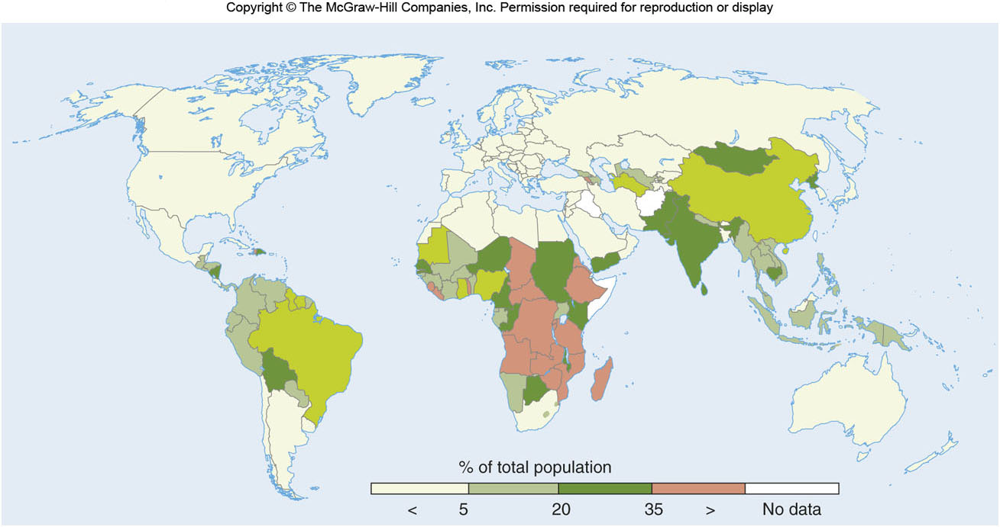 Copyright © The McGraw-Hill Companies, Inc. Permission required for reproduction or display
% of total population
< 5 20 35 > No data